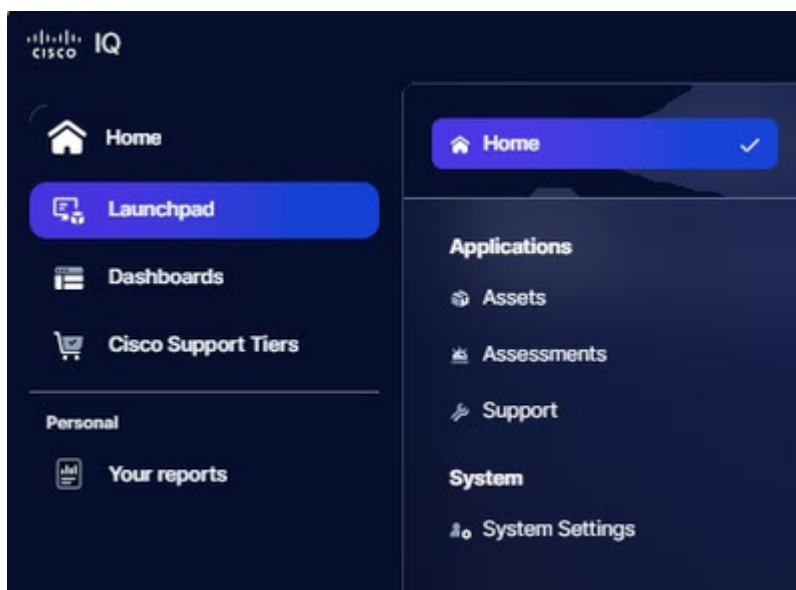 cisco IQ
Home
Launchpad
Dashboards
Cisco Support Tiers
Personal
Your reports
Home
Applications
Assets
Assessments
Support
System
System Settings